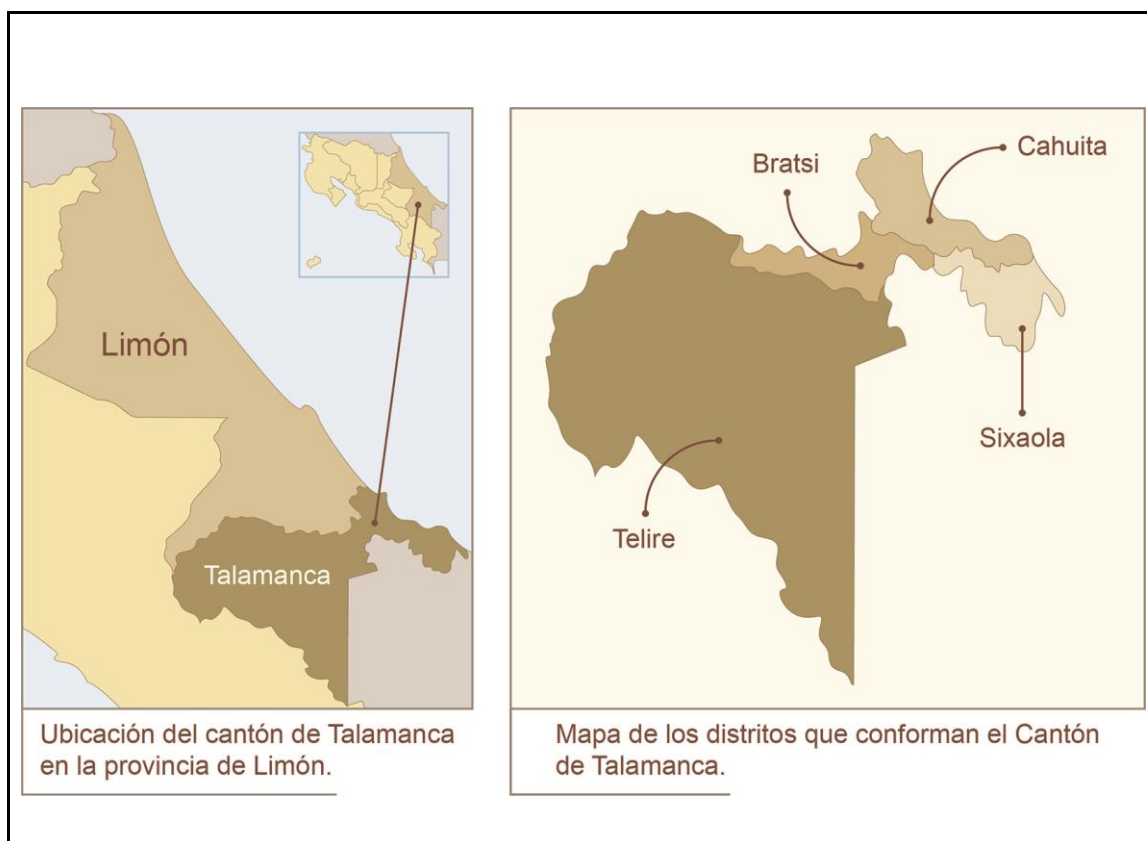 Limón
Talamanca
Ubicación del cantón de Talamanca
en la provincia de Limón.
Bratsi
Cahuita
Sixaola
Telire
Mapa de los distritos que conforman el Cantón
de Talamanca.